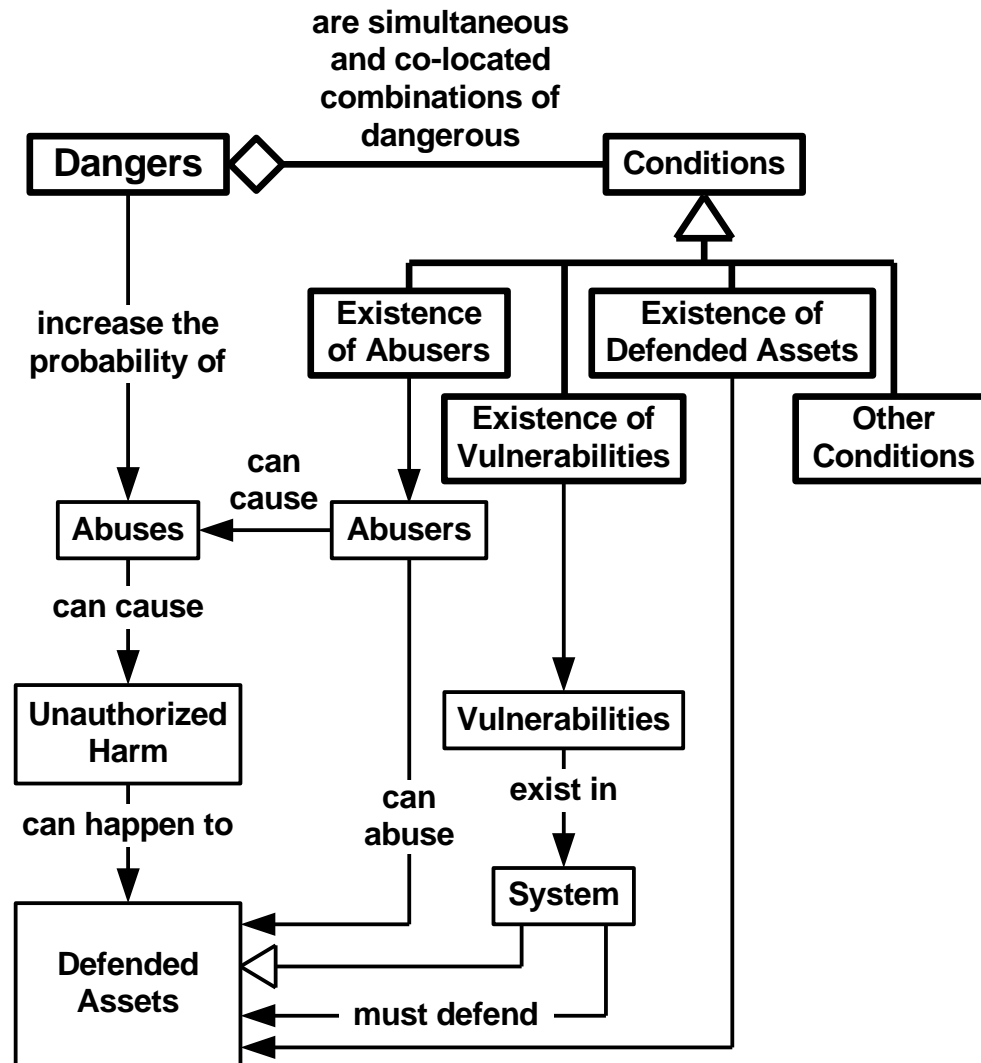 are simultaneous
and co-located
combinations of
dangerous
Dangers
Conditions
increase the
probability of
Existence
of Abusers
Existence of
Defended Assets
Existence of
Vulnerabilities
Other
Conditions
can
cause
Abuses
Abusers
can cause
Unauthorized
Harm
Vulnerabilities
can happen to
can
abuse
exist in
System
Defended
Assets
must defend